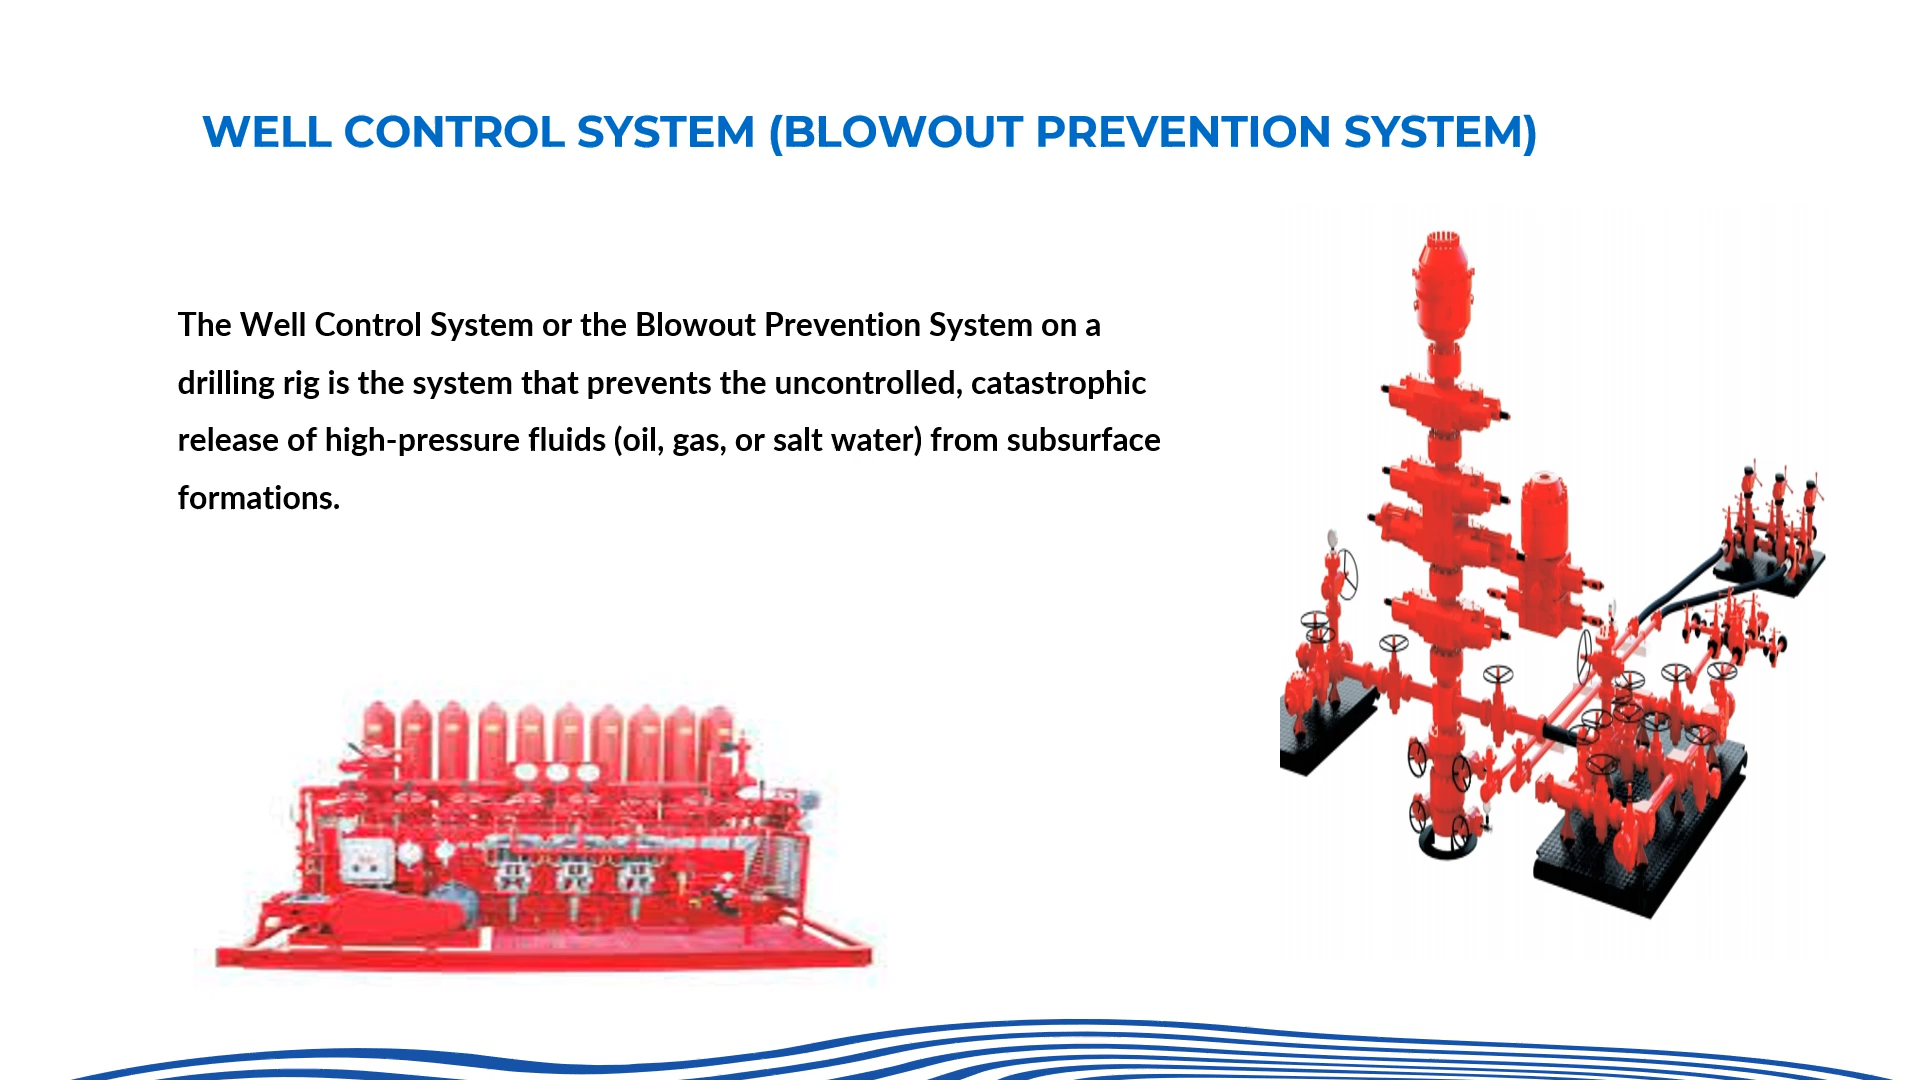 WELL CONTROL SYSTEM (BLOWOUT PREVENTION SYSTEM)
The Well Control System or the Blowout Prevention System on a
drilling rig is the system that prevents the uncontrolled, catastrophic
release of high-pressure fluids (oil, gas, or salt water) from subsurface
formations.